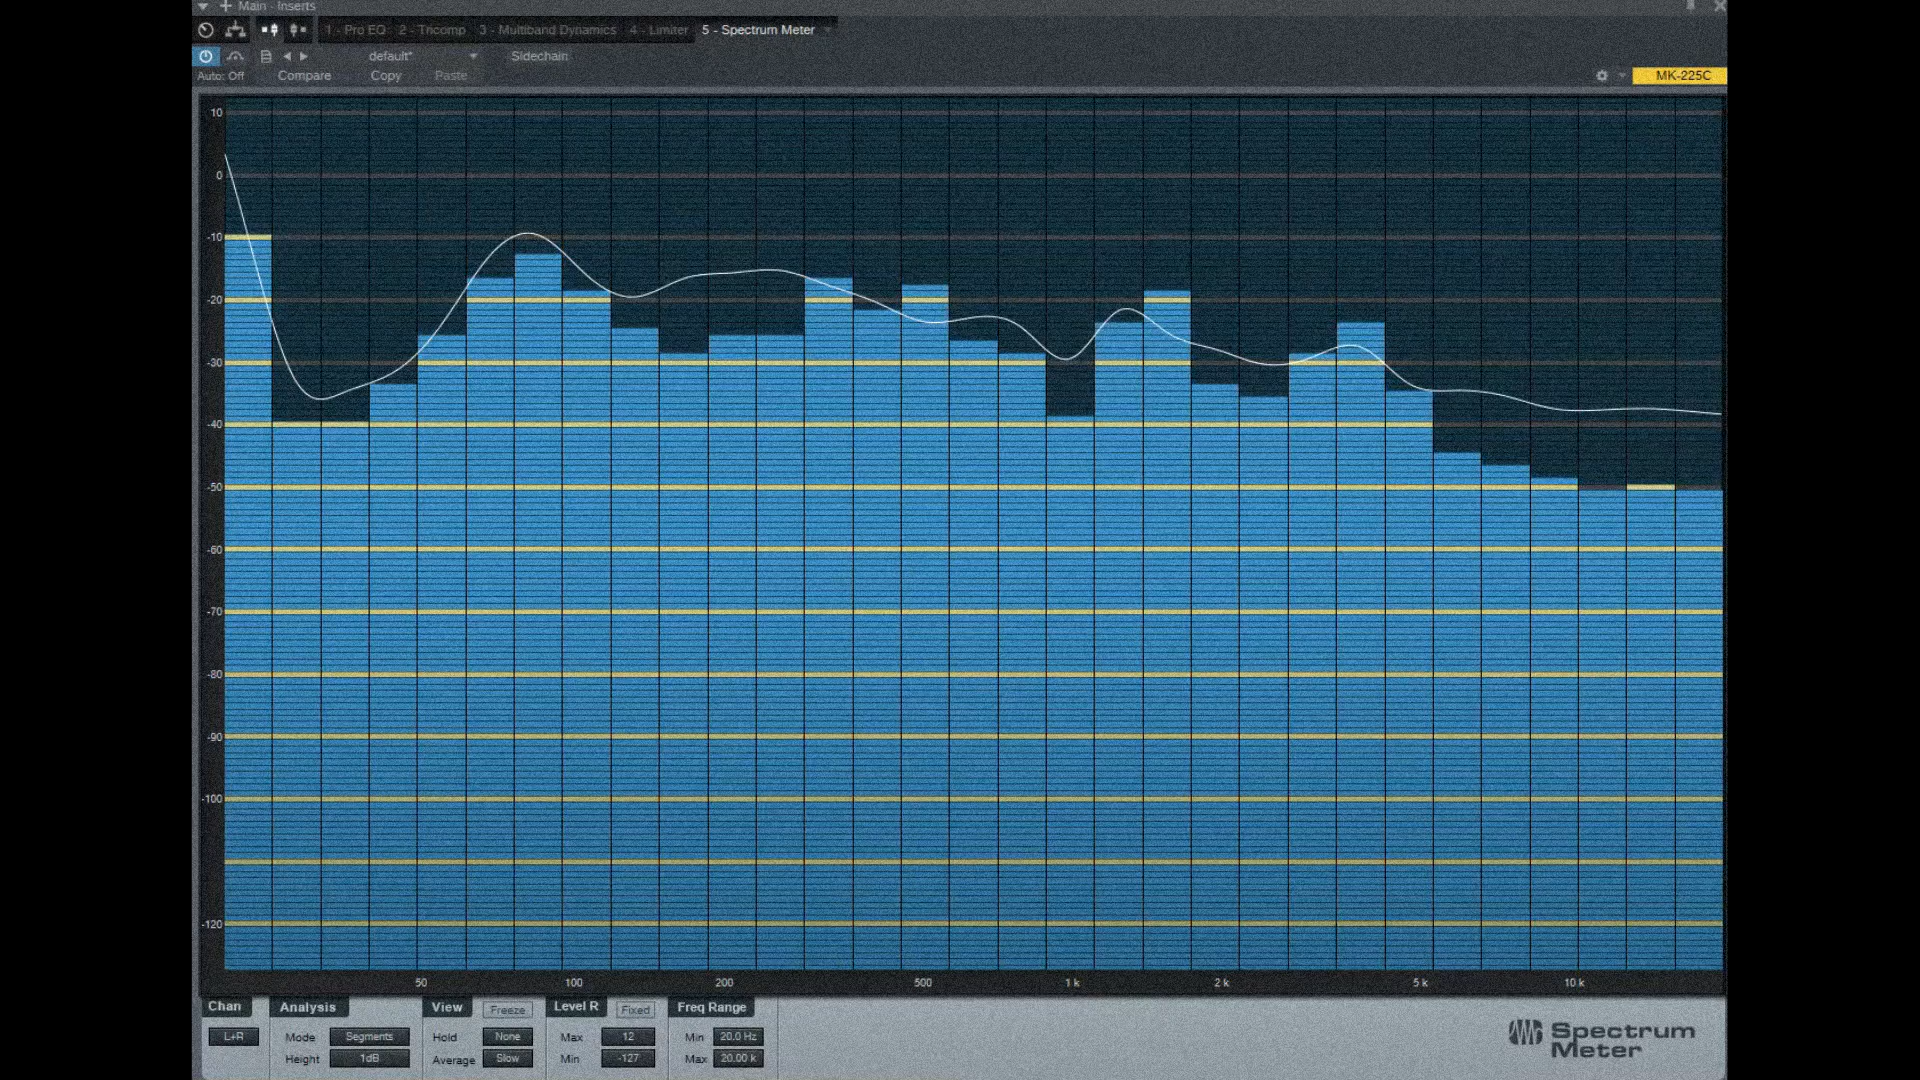 Main - Inserts
1 - Pro EQ 2 - Tricomp 3 - Multiband Dynamics 4 - Limiter 5 - Spectrum Meter
default* Sidechain
Auto: Off Compare Copy Paste MK-225C
10
0
-10
-20
-30
-40
-50
-60
-70
-80
-90
-100
-120
50 100 200 500 1 k 2 k 5 k 10 k
Chan Analysis View Freeze Level R Fixed Freq Range
L+R Mode Segments Hold None Max 12 Min 20.0 Hz
Height 1dB Average Slow Min -127 Max 20.00 k
Spectrum
Meter